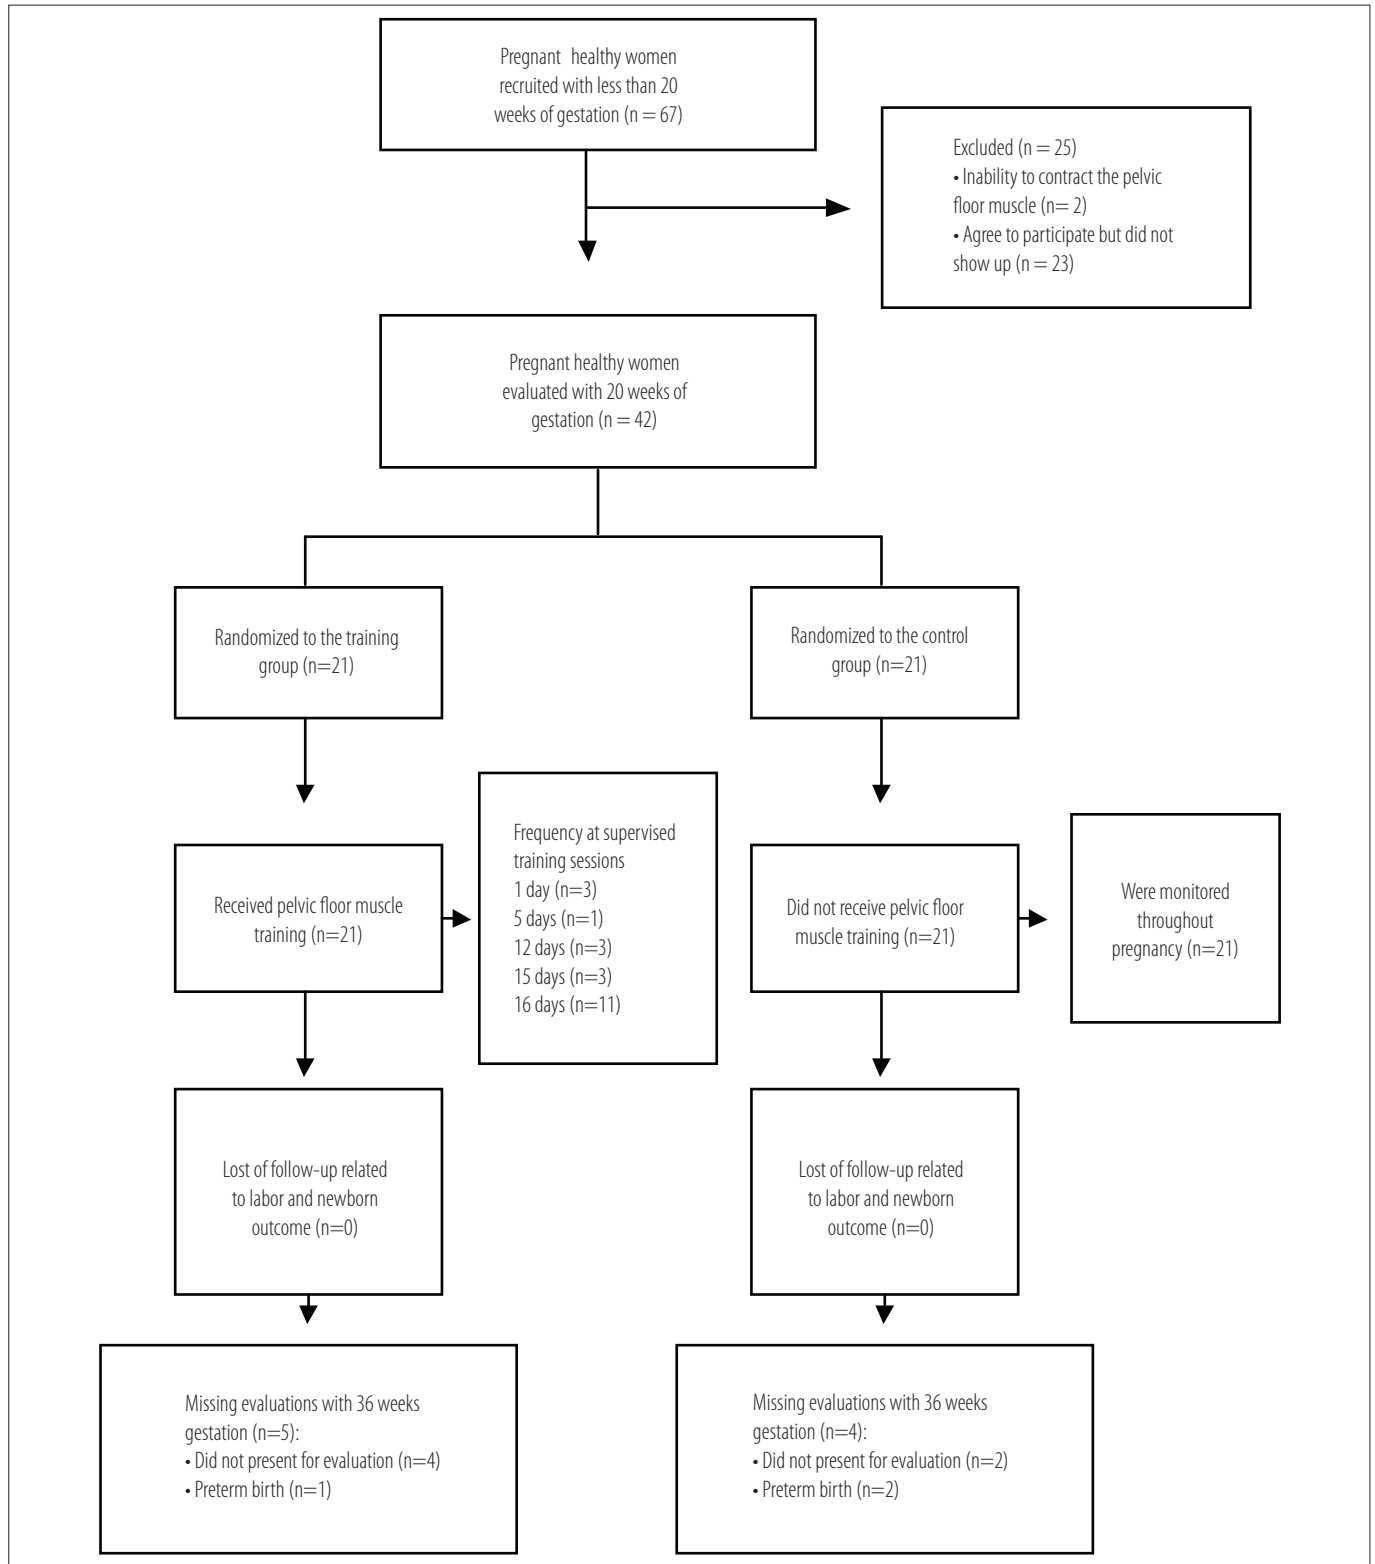 Pregnant healthy women
recruited with less than 20
weeks of gestation (n = 67)
Excluded (n = 25)
• Inability to contract the pelvic
floor muscle (n= 2)
• Agree to participate but did not
show up (n = 23)
Pregnant healthy women
evaluated with 20 weeks of
gestation (n = 42)
Randomized to the training
group (n=21)
Randomized to the control
group (n=21)
Received pelvic floor muscle
training (n=21)
Frequency at supervised
training sessions
1 day (n=3)
5 days (n=1)
12 days (n=3)
15 days (n=3)
16 days (n=11)
Did not receive pelvic floor
muscle training (n=21)
Were monitored
throughout
pregnancy (n=21)
Lost of follow-up related
to labor and newborn
outcome (n=0)
Lost of follow-up related
to labor and newborn
outcome (n=0)
Missing evaluations with 36 weeks
gestation (n=5):
• Did not present for evaluation (n=4)
• Preterm birth (n=1)
Missing evaluations with 36 weeks
gestation (n=4):
• Did not present for evaluation (n=2)
• Preterm birth (n=2)